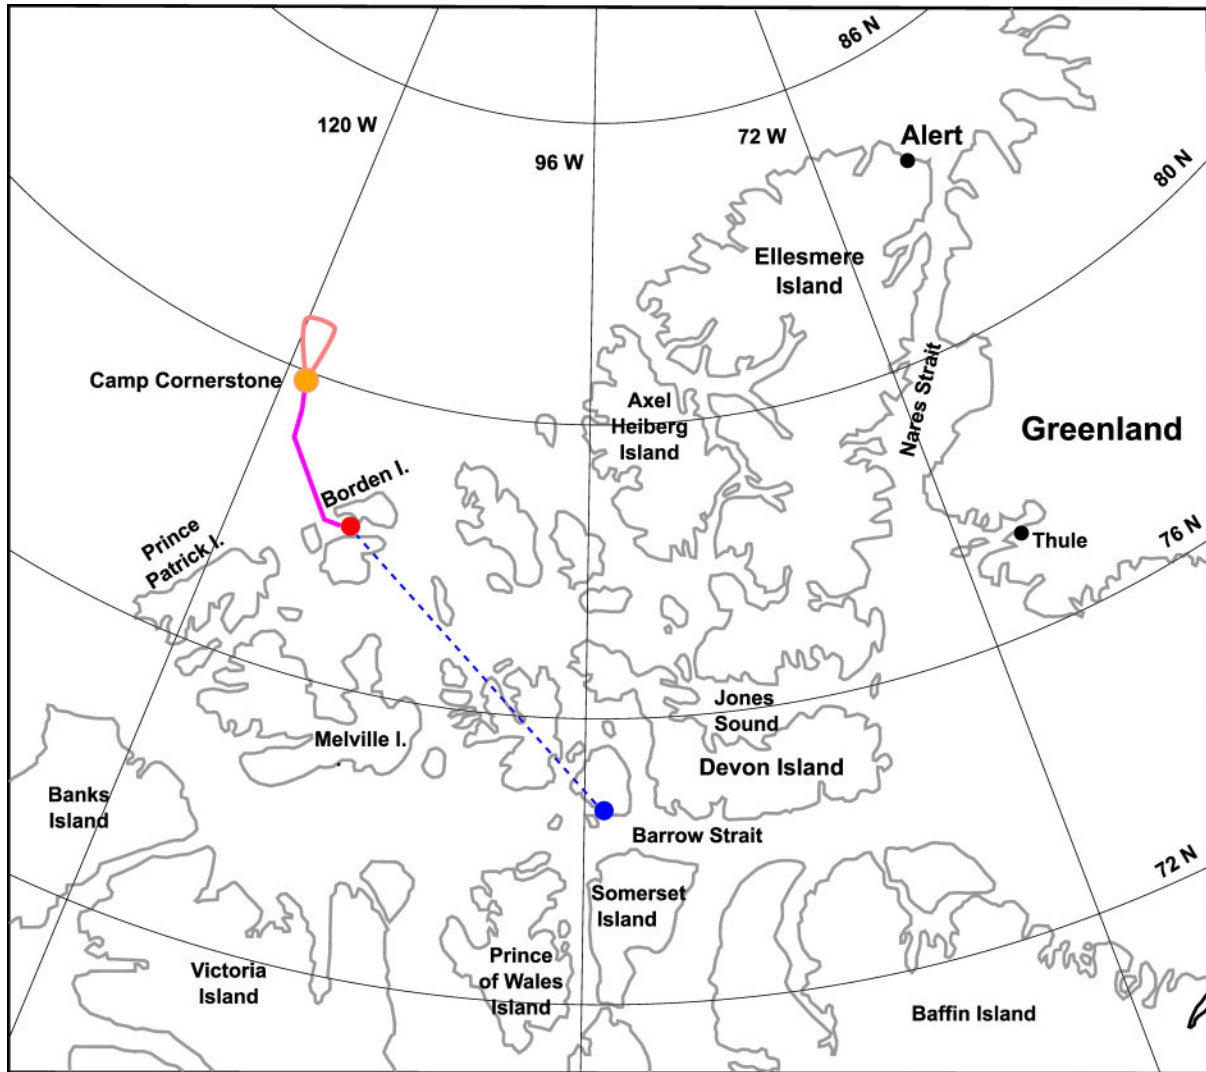 86 N
120 W
96 W
72 W
Alert
80 N
Ellesmere
Island
Camp Cornerstone
Nares Strait
Axel
Heiberg
Island
Greenland
Borden I.
Prince
Patrick I.
Thule
76 N
Jones
Sound
Melville I.
Devon Island
Banks
Island
Barrow Strait
72 N
Somerset
Island
Prince
of Wales
Island
Victoria
Island
Baffin Island